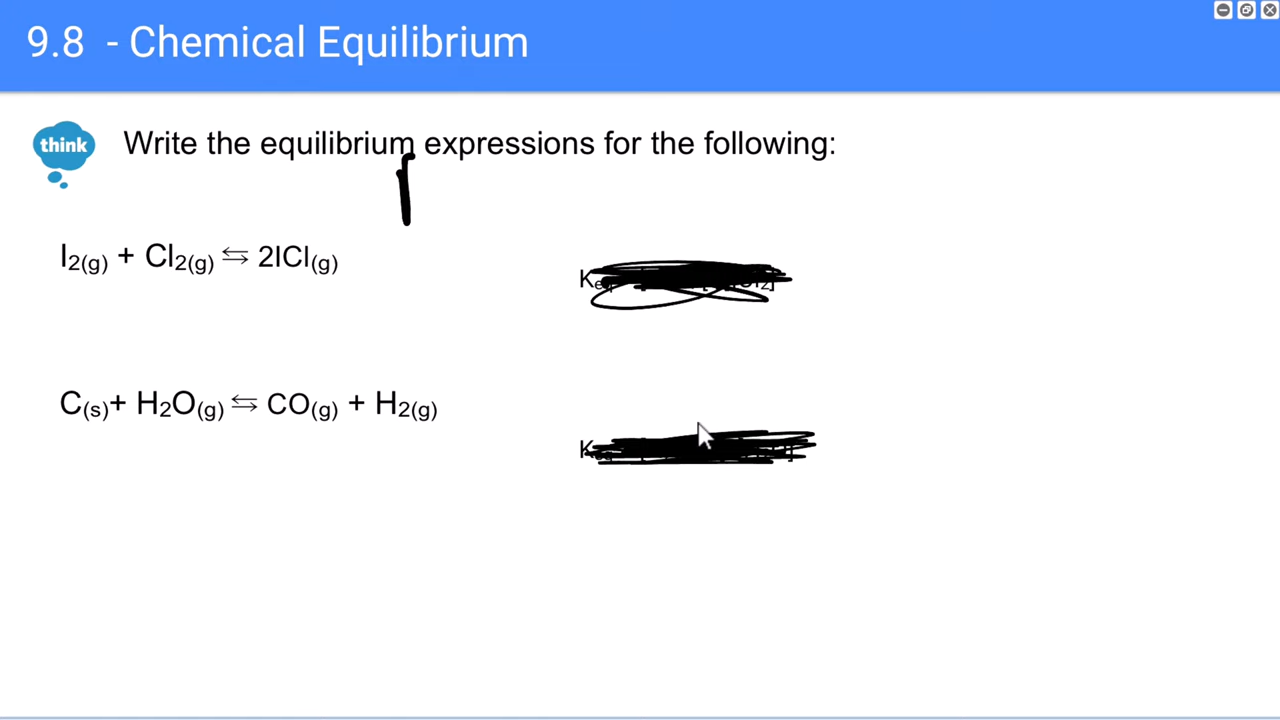 9.8 - Chemical Equilibrium
think
Write the equilibrium expressions for the following:
I₂(g) + Cl₂(g) ⇆ 2ICl(g)
C(s)+ H₂O(g) ⇆ CO(g) + H₂(g)